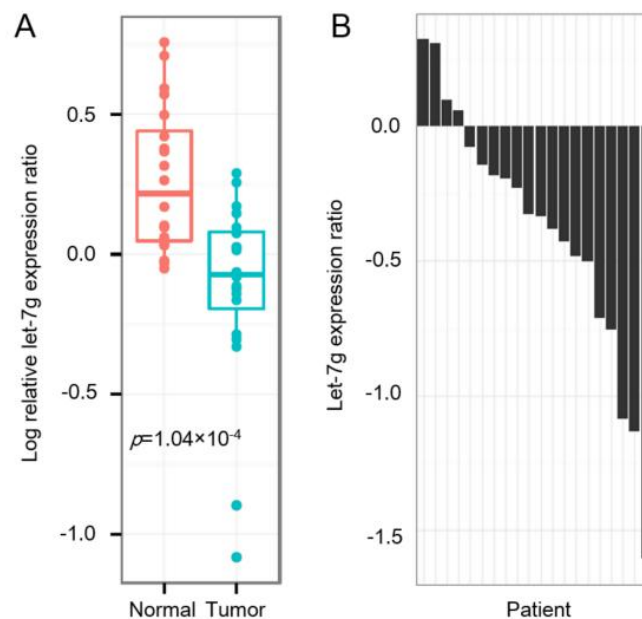 A
Log relative let-7g expression ratio
0.5
0.0
-0.5
-1.0
p=1.04×10-4
Normal Tumor
B
Let-7g expression ratio
0.0
-0.5
-1.0
-1.5
Patient